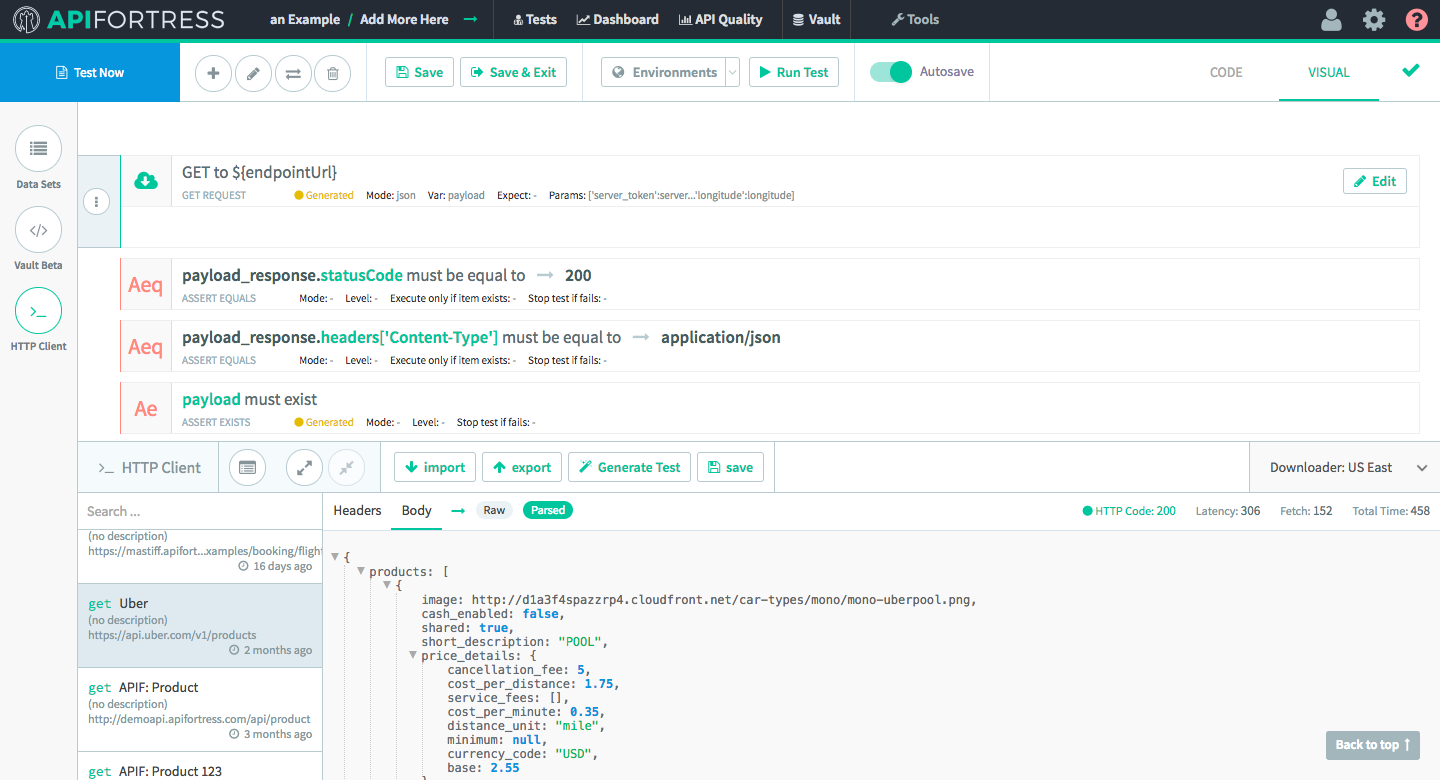 APIFORTRESS an Example / Add More Here → Tests Dashboard API Quality Vault Tools ?
Test Now Save Save & Exit Environments Run Test Autosave CODE VISUAL
Data Sets
Vault Beta
HTTP Client
GET to ${endpointUrl}
GET REQUEST Generated Mode: json Var: payload Expect: - Params: ['server_token':server...'longitude':longitude]
Edit
Aeq payload_response.statusCode must be equal to → 200
ASSERT EQUALS Mode: - Level: - Execute only if item exists: - Stop test if fails: -
Aeq payload_response.headers['Content-Type'] must be equal to → application/json
ASSERT EQUALS Mode: - Level: - Execute only if item exists: - Stop test if fails: -
Ae payload must exist
ASSERT EXISTS Generated Mode: - Level: - Stop test if fails: -
>_ HTTP Client import export Generate Test save Downloader: US East
Search ...
(no description)
https://mastiff.apifort...xamples/booking/flight
16 days ago
get Uber
(no description)
https://api.uber.com/v1/products
2 months ago
get APIF: Product
(no description)
http://demoapi.apifortress.com/api/product
3 months ago
get APIF: Product 123
Headers Body → Raw Parsed HTTP Code: 200 Latency: 306 Fetch: 152 Total Time: 458
{
products: [
{
image: http://d1a3f4spazzrp4.cloudfront.net/car-types/mono/mono-uberpool.png,
cash_enabled: false,
shared: true,
short_description: "POOL",
price_details: {
cancellation_fee: 5,
cost_per_distance: 1.75,
service_fees: [],
cost_per_minute: 0.35,
distance_unit: "mile",
minimum: null,
currency_code: "USD",
base: 2.55
}
Back to top ↑